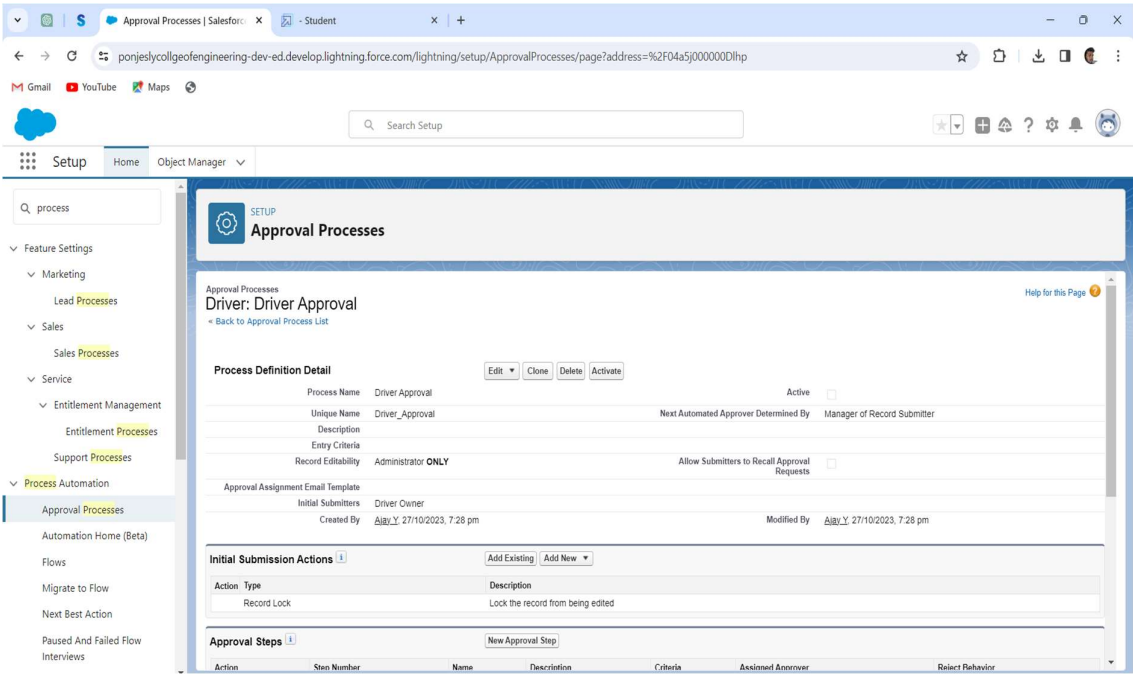 Approval Processes | Salesforc
- Student
ponjeslycollgeofengineering-dev-ed.develop.lightning.force.com/lightning/setup/ApprovalProcesses/page?address=%2F04a5j000000Dlhp
Gmail YouTube Maps
Search Setup
Setup Home Object Manager
process
Feature Settings
Marketing
Lead Processes
Sales
Sales Processes
Service
Entitlement Management
Entitlement Processes
Support Processes
Process Automation
Approval Processes
Automation Home (Beta)
Flows
Migrate to Flow
Next Best Action
Paused And Failed Flow
Interviews
SETUP
Approval Processes
Approval Processes
Driver: Driver Approval
« Back to Approval Process List
Help for this Page
Process Definition Detail Edit Clone Delete Activate
Process Name Driver Approval Active
Unique Name Driver_Approval Next Automated Approver Determined By Manager of Record Submitter
Description
Entry Criteria
Record Editability Administrator ONLY Allow Submitters to Recall Approval
Requests
Approval Assignment Email Template
Initial Submitters Driver Owner
Created By Ajay Y, 27/10/2023, 7:28 pm Modified By Ajay Y, 27/10/2023, 7:28 pm
Initial Submission Actions Add Existing Add New
Action Type Description
Record Lock Lock the record from being edited
Approval Steps New Approval Step
Action Step Number Name Description Criteria Assigned Approver Reject Behavior